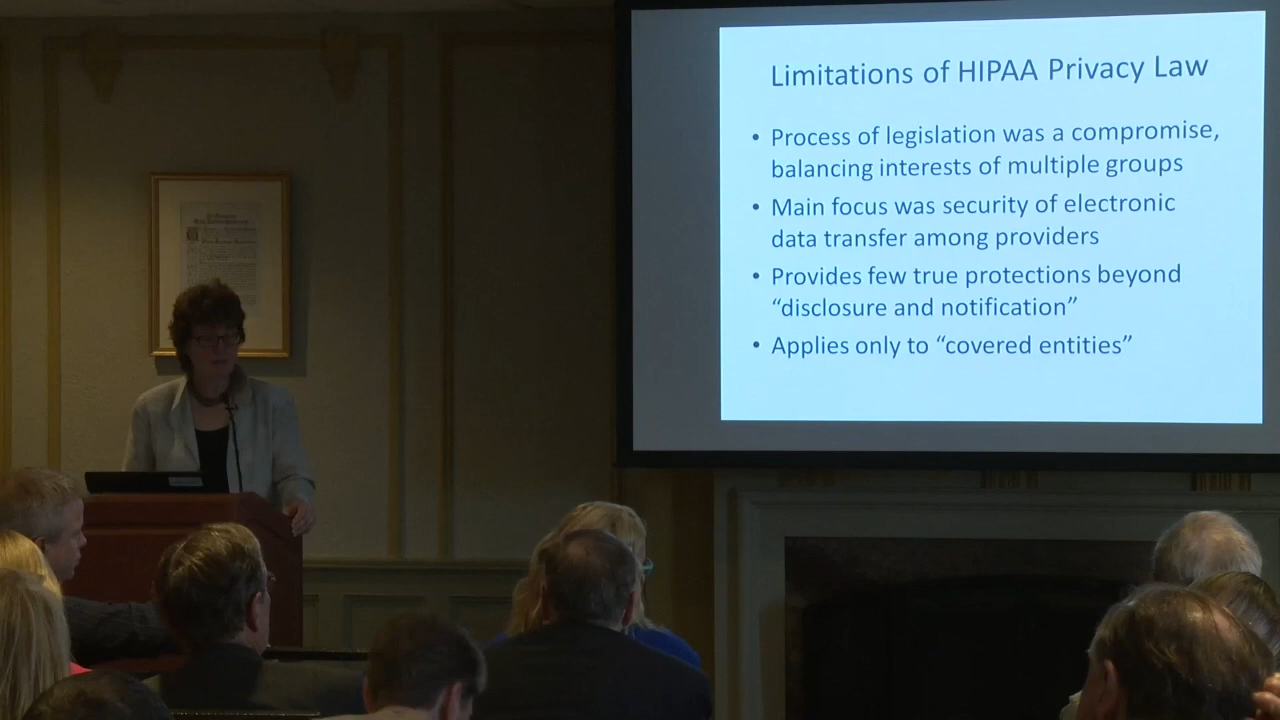 Limitations of HIPAA Privacy Law
• Process of legislation was a compromise,
balancing interests of multiple groups
• Main focus was security of electronic
data transfer among providers
• Provides few true protections beyond
“disclosure and notification”
• Applies only to “covered entities”